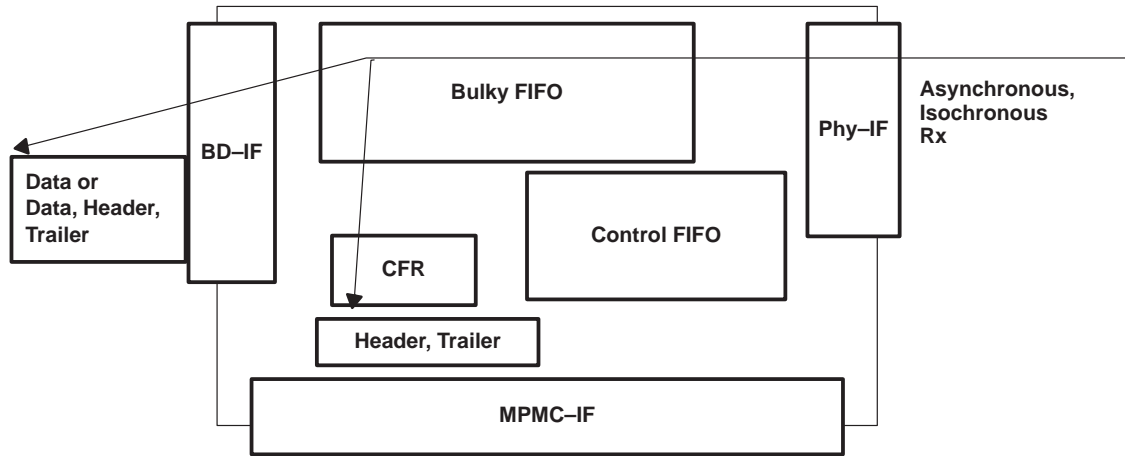 Bulky FIFO
Asynchronous,
Isochronous
Rx
Phy–IF
BD–IF
Data or
Data, Header,
Trailer
Control FIFO
CFR
Header, Trailer
MPMC–IF